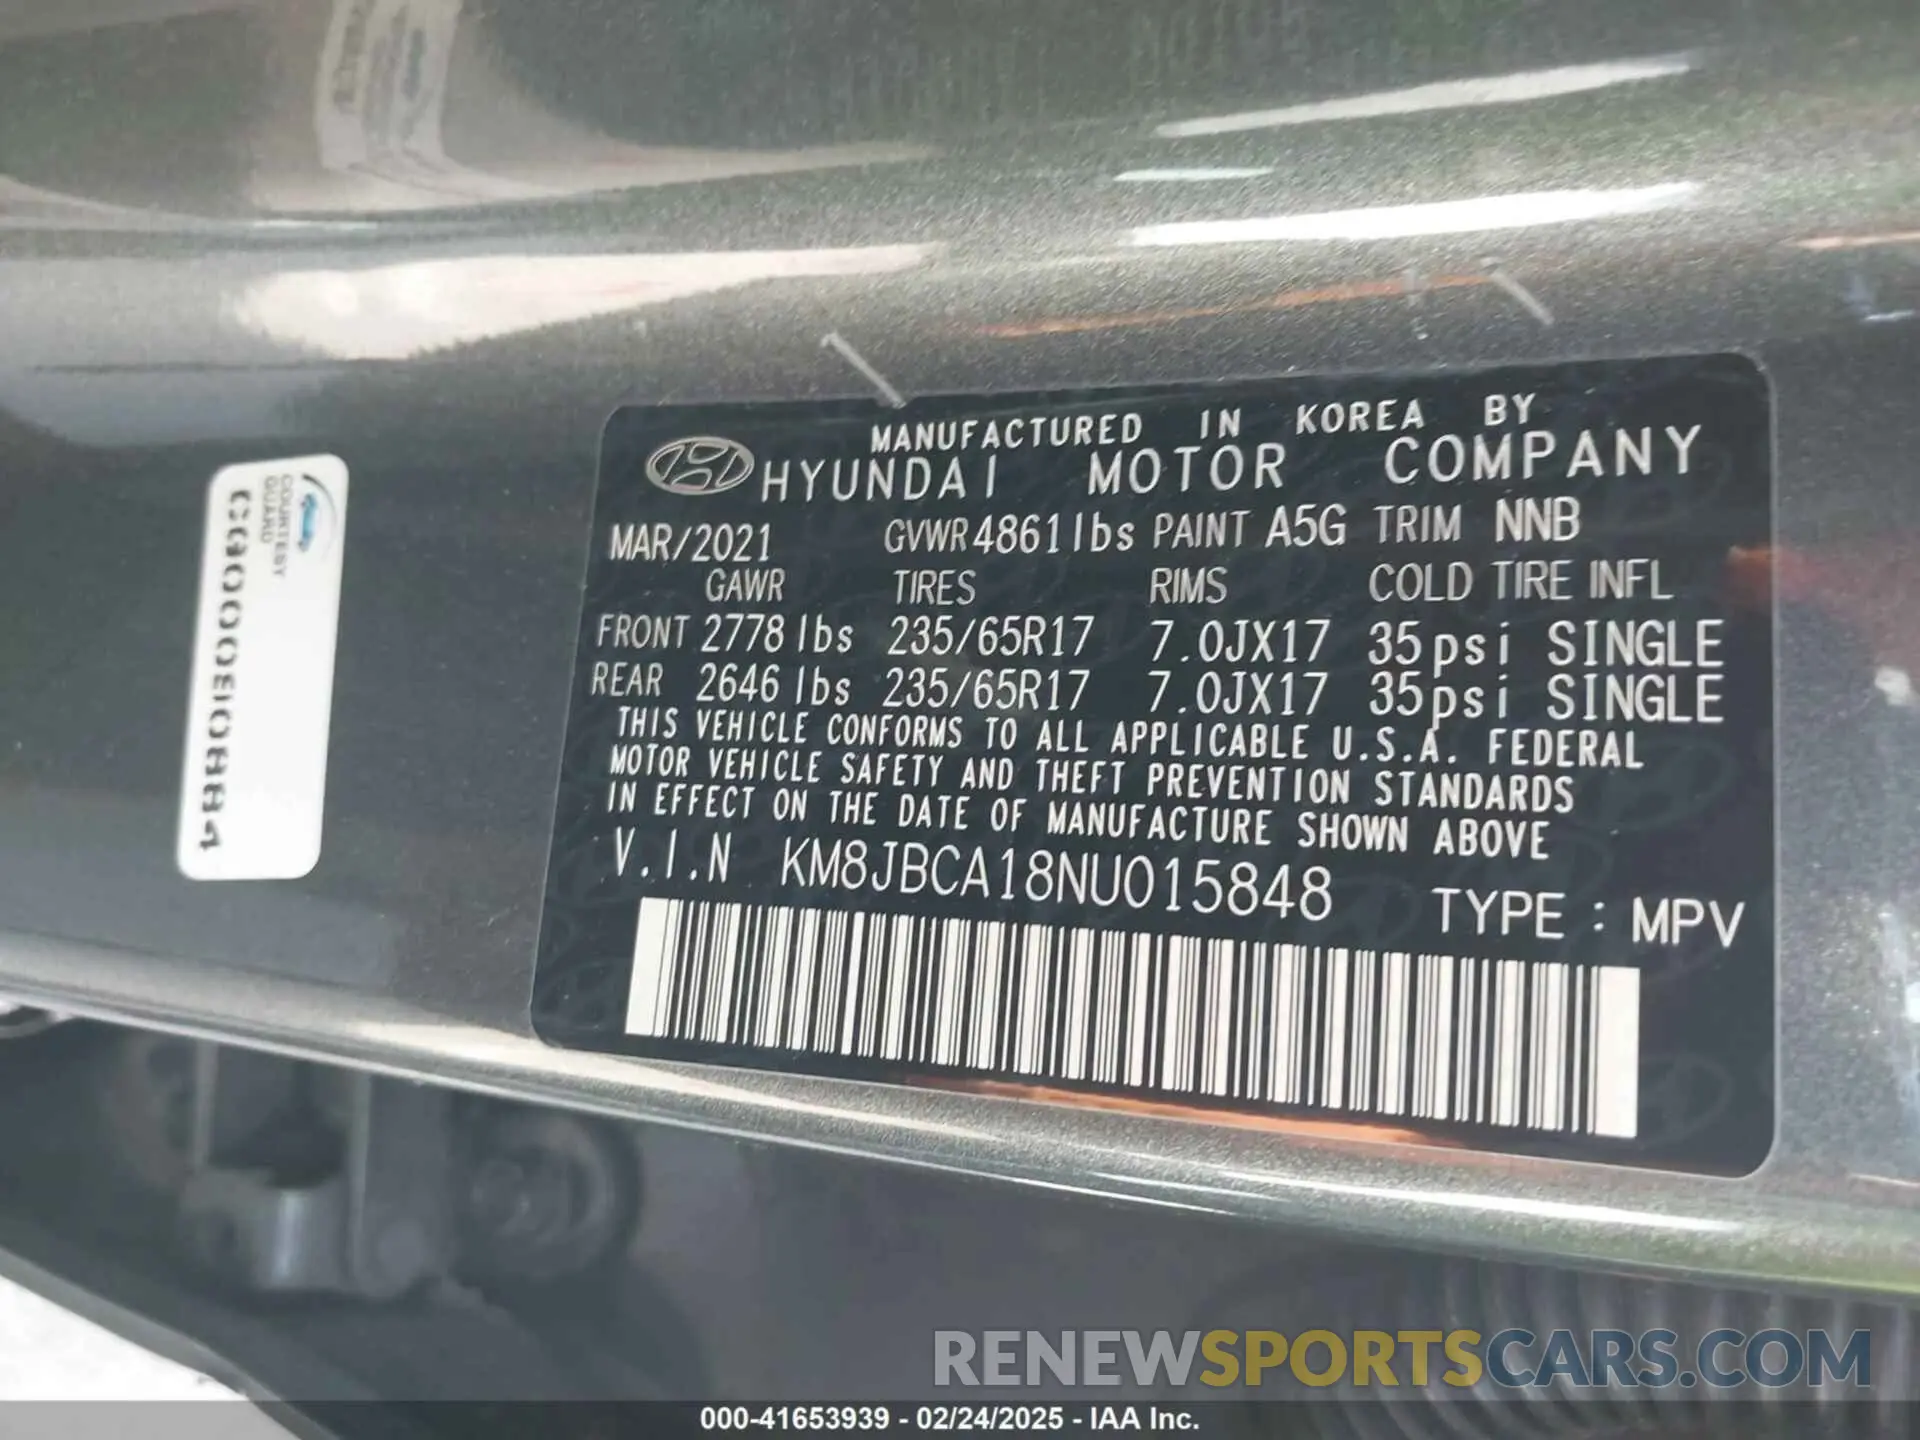 MANUFACTURED IN KOREA BY
HYUNDAI MOTOR COMPANY
MAR/2021 GVWR 4861lbs PAINT A5G TRIM NNB
GAWR TIRES RIMS COLD TIRE INFL
FRONT 2778 lbs 235/65R17 7.0JX17 35psi SINGLE
REAR 2646 lbs 235/65R17 7.0JX17 35psi SINGLE
THIS VEHICLE CONFORMS TO ALL APPLICABLE U.S.A. FEDERAL
MOTOR VEHICLE SAFETY AND THEFT PREVENTION STANDARDS
IN EFFECT ON THE DATE OF MANUFACTURE SHOWN ABOVE
V.I.N KM8JBCA18NU015848
TYPE : MPV
COURTESY
GUARD
RENEWSPORTSCARS.COM
000-41653939 - 02/24/2025 - IAA Inc.